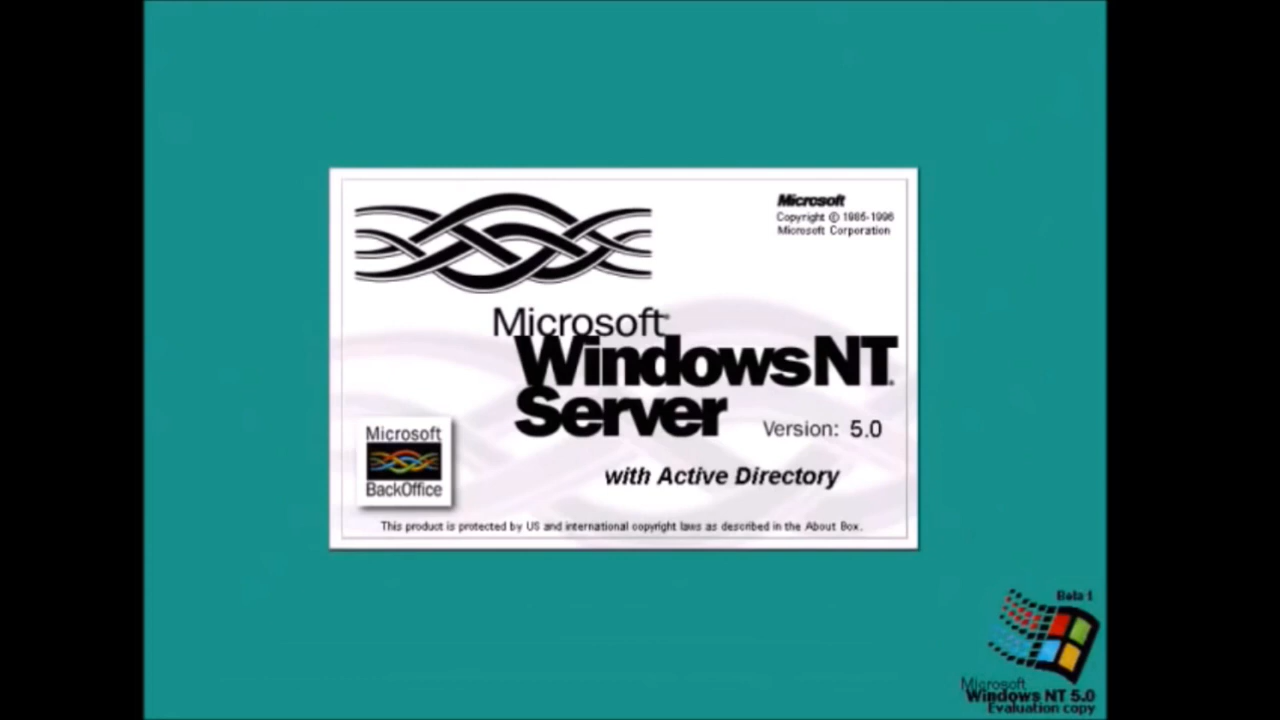 Microsoft
Copyright © 1985-1996
Microsoft Corporation
Microsoft®
Windows NT®
Server
Version: 5.0
with Active Directory
Microsoft
BackOffice
This product is protected by US and international copyright laws as described in the About Box.
Beta 1
Microsoft
Windows NT 5.0
Evaluation copy